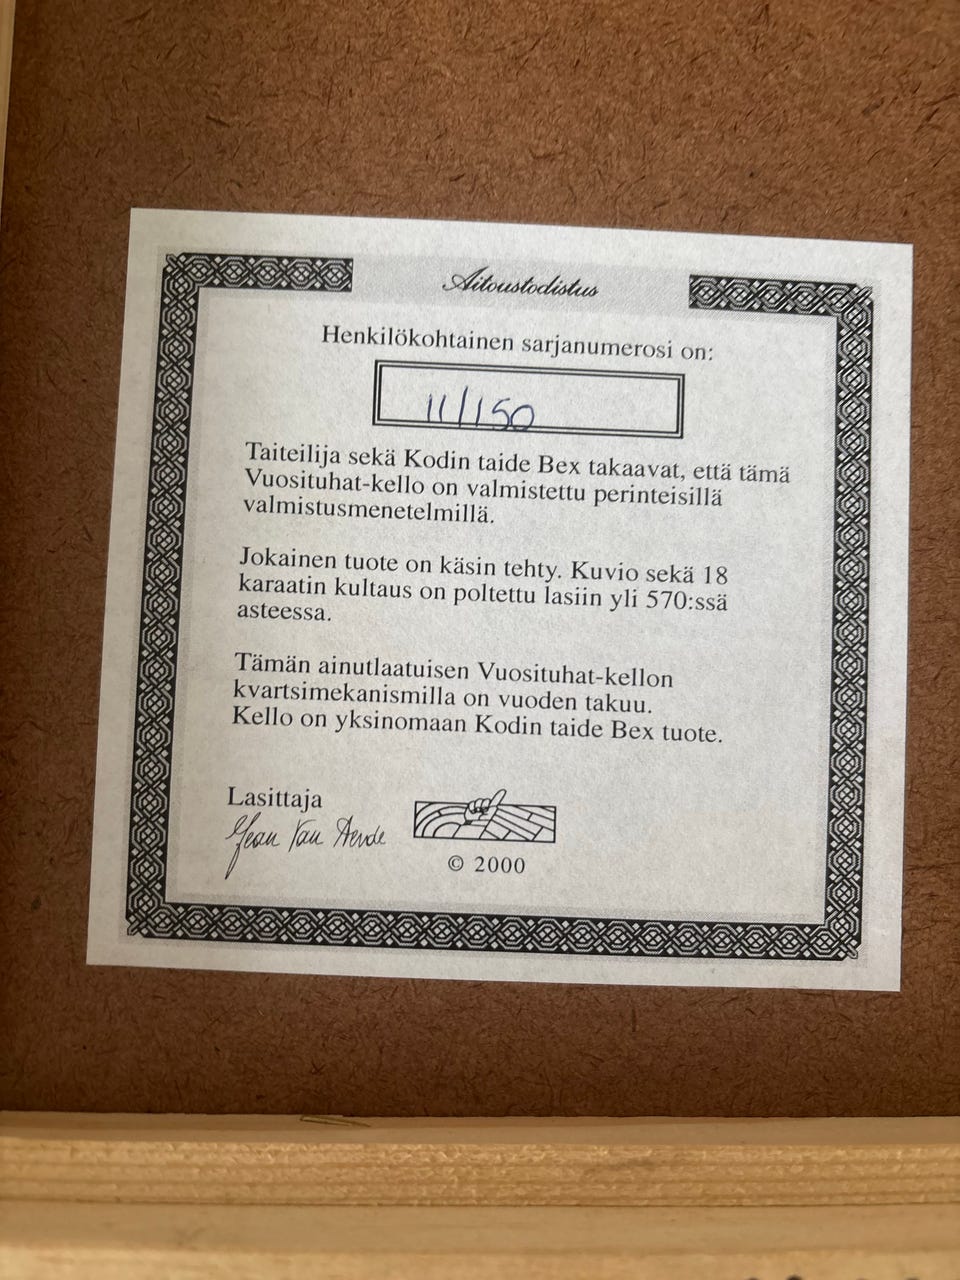 Aitoustodistus
Henkilökohtainen sarjanumerosi on:
11/150
Taiteilija sekä Kodin taide Bex takaavat, että tämä
Vuosituhat-kello on valmistettu perinteisillä
valmistusmenetelmillä.
Jokainen tuote on käsin tehty. Kuvio sekä 18
karaatin kultaus on poltettu lasiin yli 570:ssä
asteessa.
Tämän ainutlaatuisen Vuosituhat-kellon
kvartsimekanismilla on vuoden takuu.
Kello on yksinomaan Kodin taide Bex tuote.
Lasittaja
Jean Van
© 2000